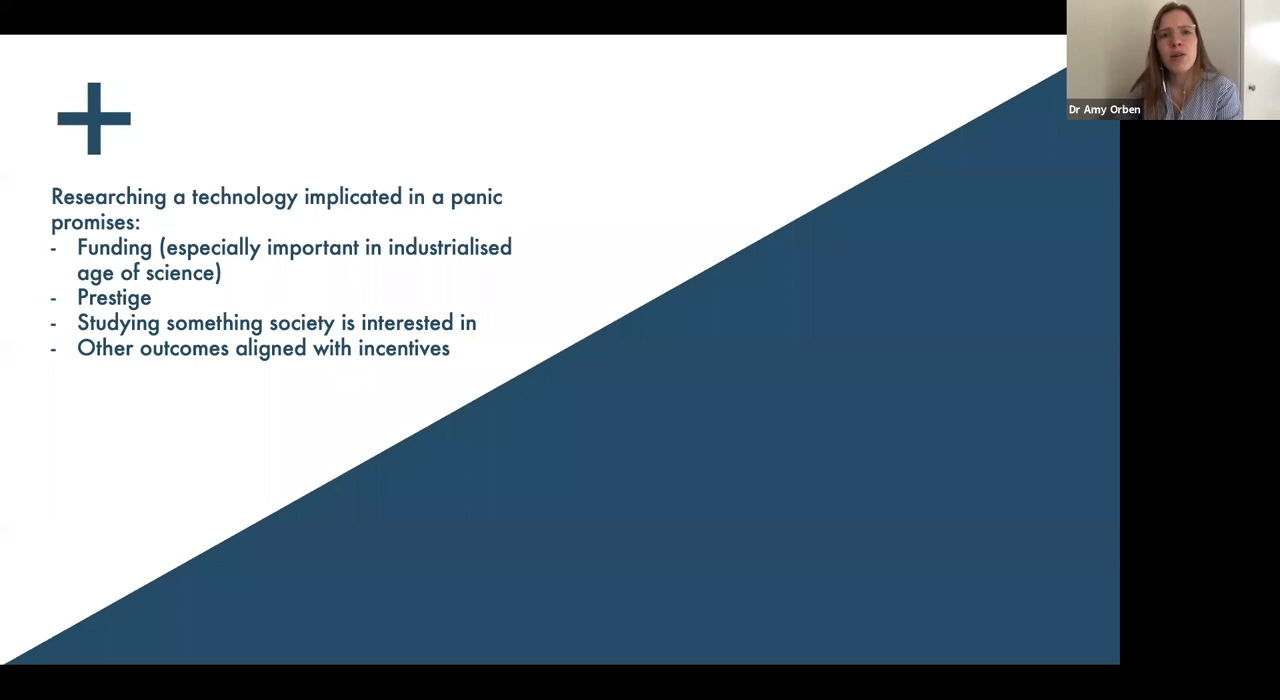 Dr Amy Orben
+
Researching a technology implicated in a panic
promises:
- Funding (especially important in industrialised
age of science)
- Prestige
- Studying something society is interested in
- Other outcomes aligned with incentives